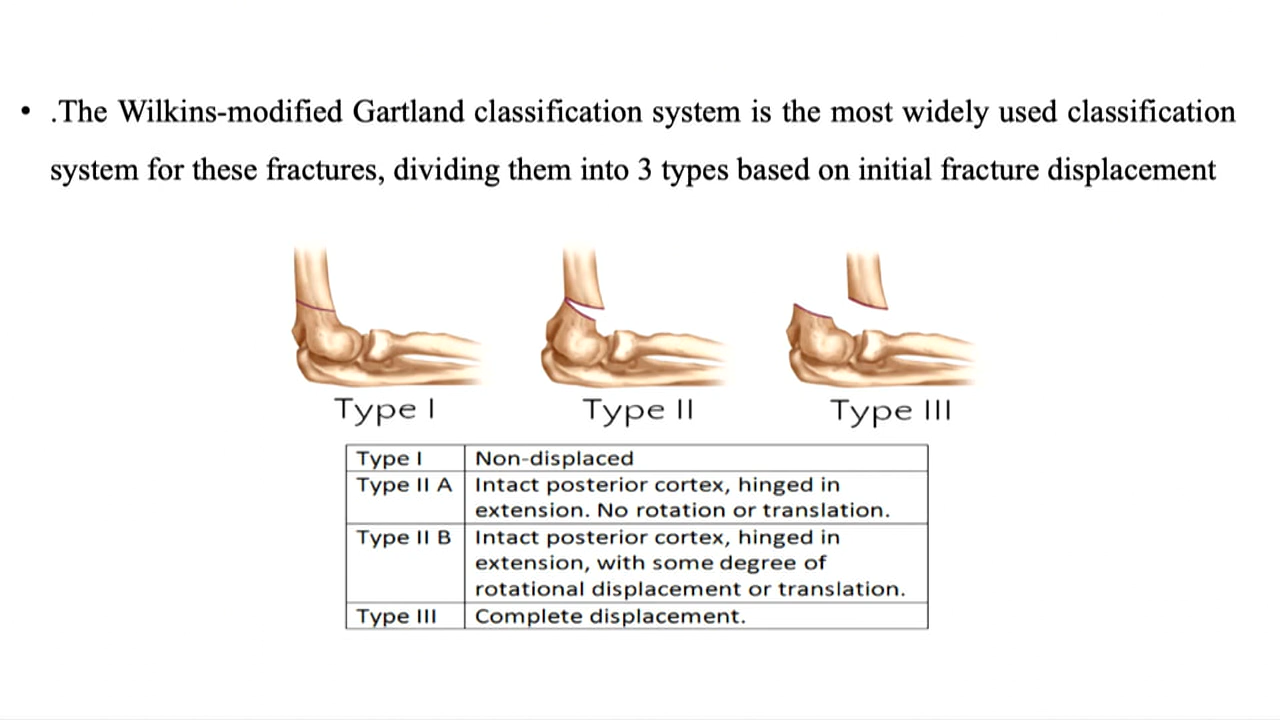 • .The Wilkins-modified Gartland classification system is the most widely used classification
system for these fractures, dividing them into 3 types based on initial fracture displacement
Type I Type II Type III
Type I Non-displaced
Type II A Intact posterior cortex, hinged in
extension. No rotation or translation.
Type II B Intact posterior cortex, hinged in
extension, with some degree of
rotational displacement or translation.
Type III Complete displacement.